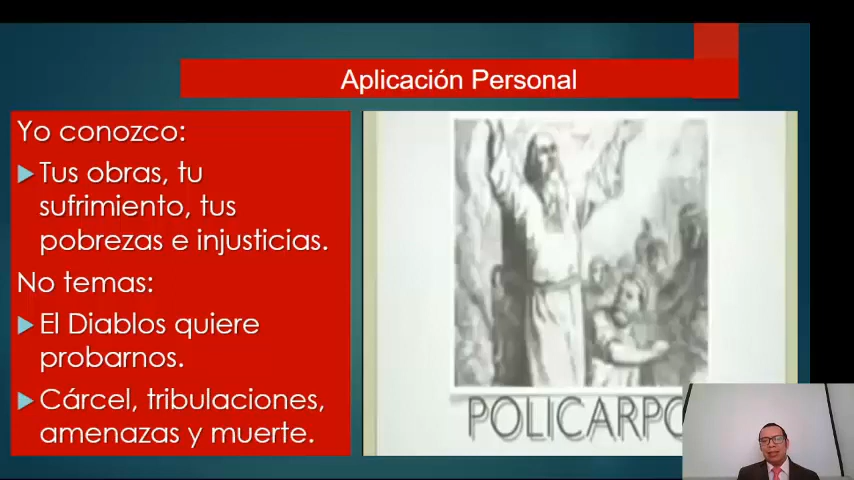 Aplicación Personal
Yo conozco:
Tus obras, tu
sufrimiento, tus
pobrezas e injusticias.
No temas:
El Diablos quiere
probarnos.
Cárcel, tribulaciones,
amenazas y muerte.
POLICARPO